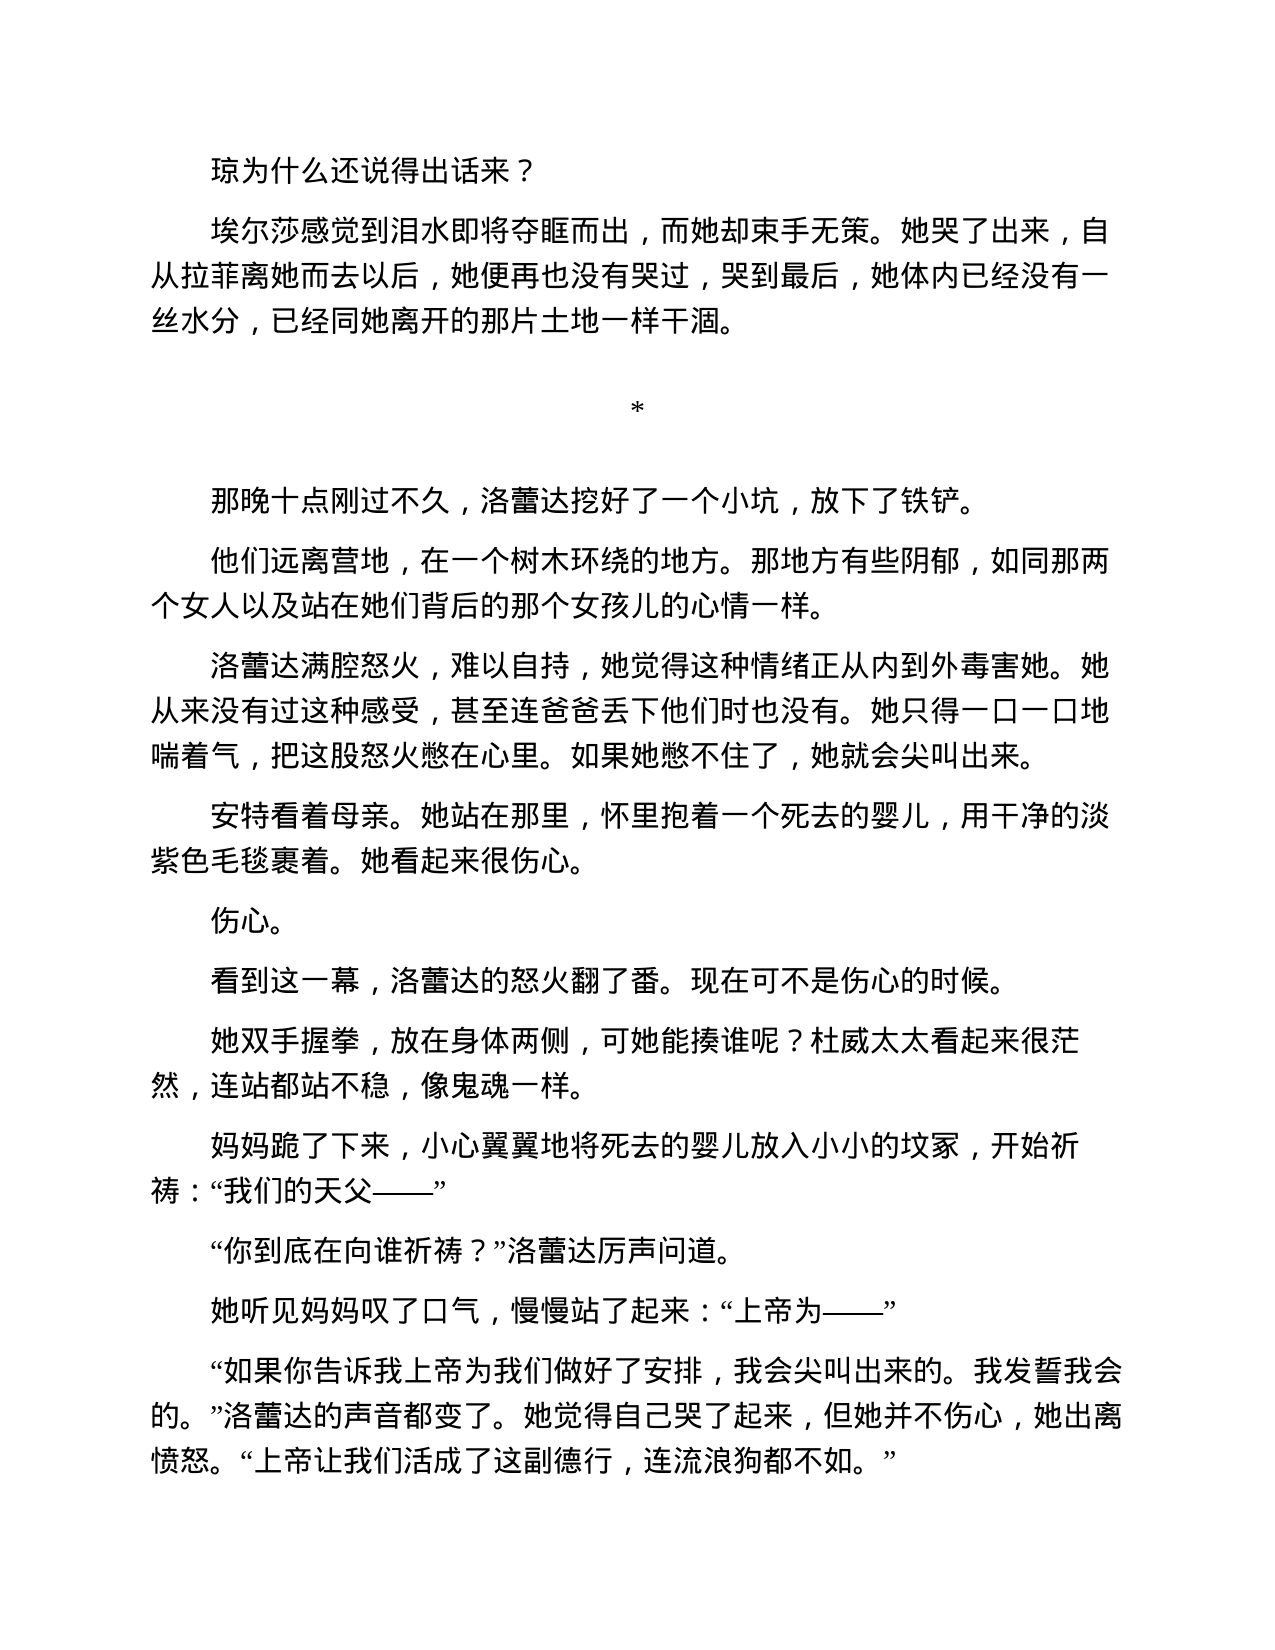 琼为什么还说得出话来？
埃尔莎感觉到泪水即将夺眶而出，而她却束手无策。她哭了出来，自
从拉菲离她而去以后，她便再也没有哭过，哭到最后，她体内已经没有一
丝水分，已经同她离开的那片土地一样干涸。
*
那晚十点刚过不久，洛蕾达挖好了一个小坑，放下了铁铲。
他们远离营地，在一个树木环绕的地方。那地方有些阴郁，如同那两
个女人以及站在她们背后的那个女孩儿的心情一样。
洛蕾达满腔怒火，难以自持，她觉得这种情绪正从内到外毒害她。她
从来没有过这种感受，甚至连爸爸丢下他们时也没有。她只得一口一口地
喘着气，把这股怒火憋在心里。如果她憋不住了，她就会尖叫出来。
安特看着母亲。她站在那里，怀里抱着一个死去的婴儿，用干净的淡
紫色毛毯裹着。她看起来很伤心。
伤心。
看到这一幕，洛蕾达的怒火翻了番。现在可不是伤心的时候。
她双手握拳，放在身体两侧，可她能揍谁呢？杜威太太看起来很茫
然，连站都站不稳，像鬼魂一样。
妈妈跪了下来，小心翼翼地将死去的婴儿放入小小的坟冢，开始祈
祷：“我们的天父——”
“你到底在向谁祈祷？”洛蕾达厉声问道。
她听见妈妈叹了口气，慢慢站了起来：“上帝为——”
“如果你告诉我上帝为我们做好了安排，我会尖叫出来的。我发誓我会
的。”洛蕾达的声音都变了。她觉得自己哭了起来，但她并不伤心，她出离
愤怒。“上帝让我们活成了这副德行，连流浪狗都不如。”